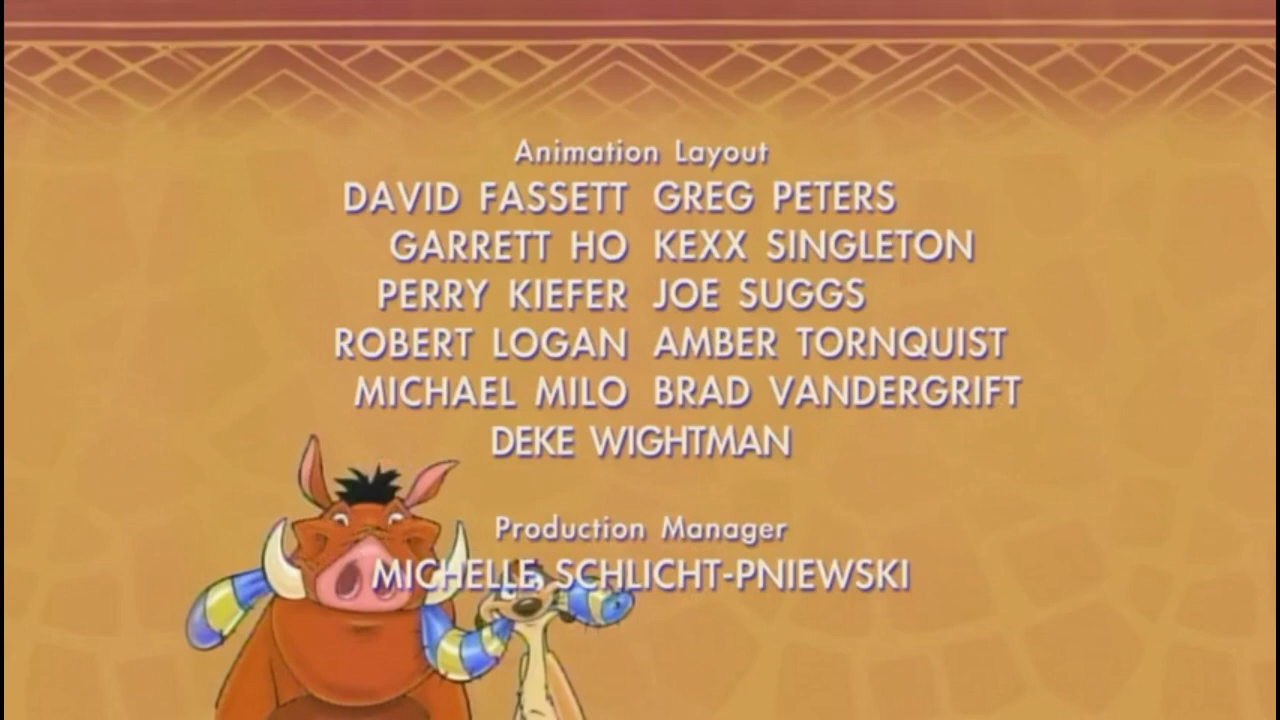 Animation Layout
DAVID FASSETT GREG PETERS
GARRETT HO KEXX SINGLETON
PERRY KIEFER JOE SUGGS
ROBERT LOGAN AMBER TORNQUIST
MICHAEL MILO BRAD VANDERGRIFT
DEKE WIGHTMAN
Production Manager
MICHELLE SCHLICHT-PNIEWSKI